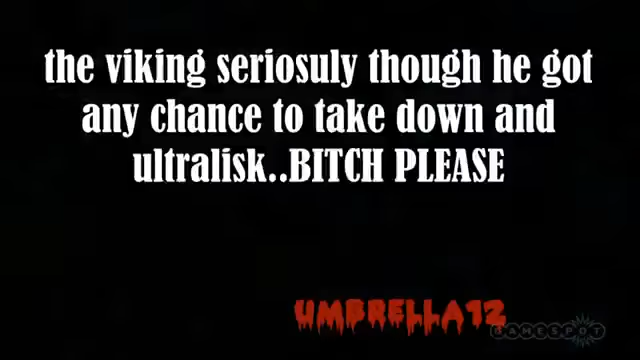 the viking seriosuly though he got
any chance to take down and
ultralisk..BITCH PLEASE
UMBRELLA12
GAMESPOT